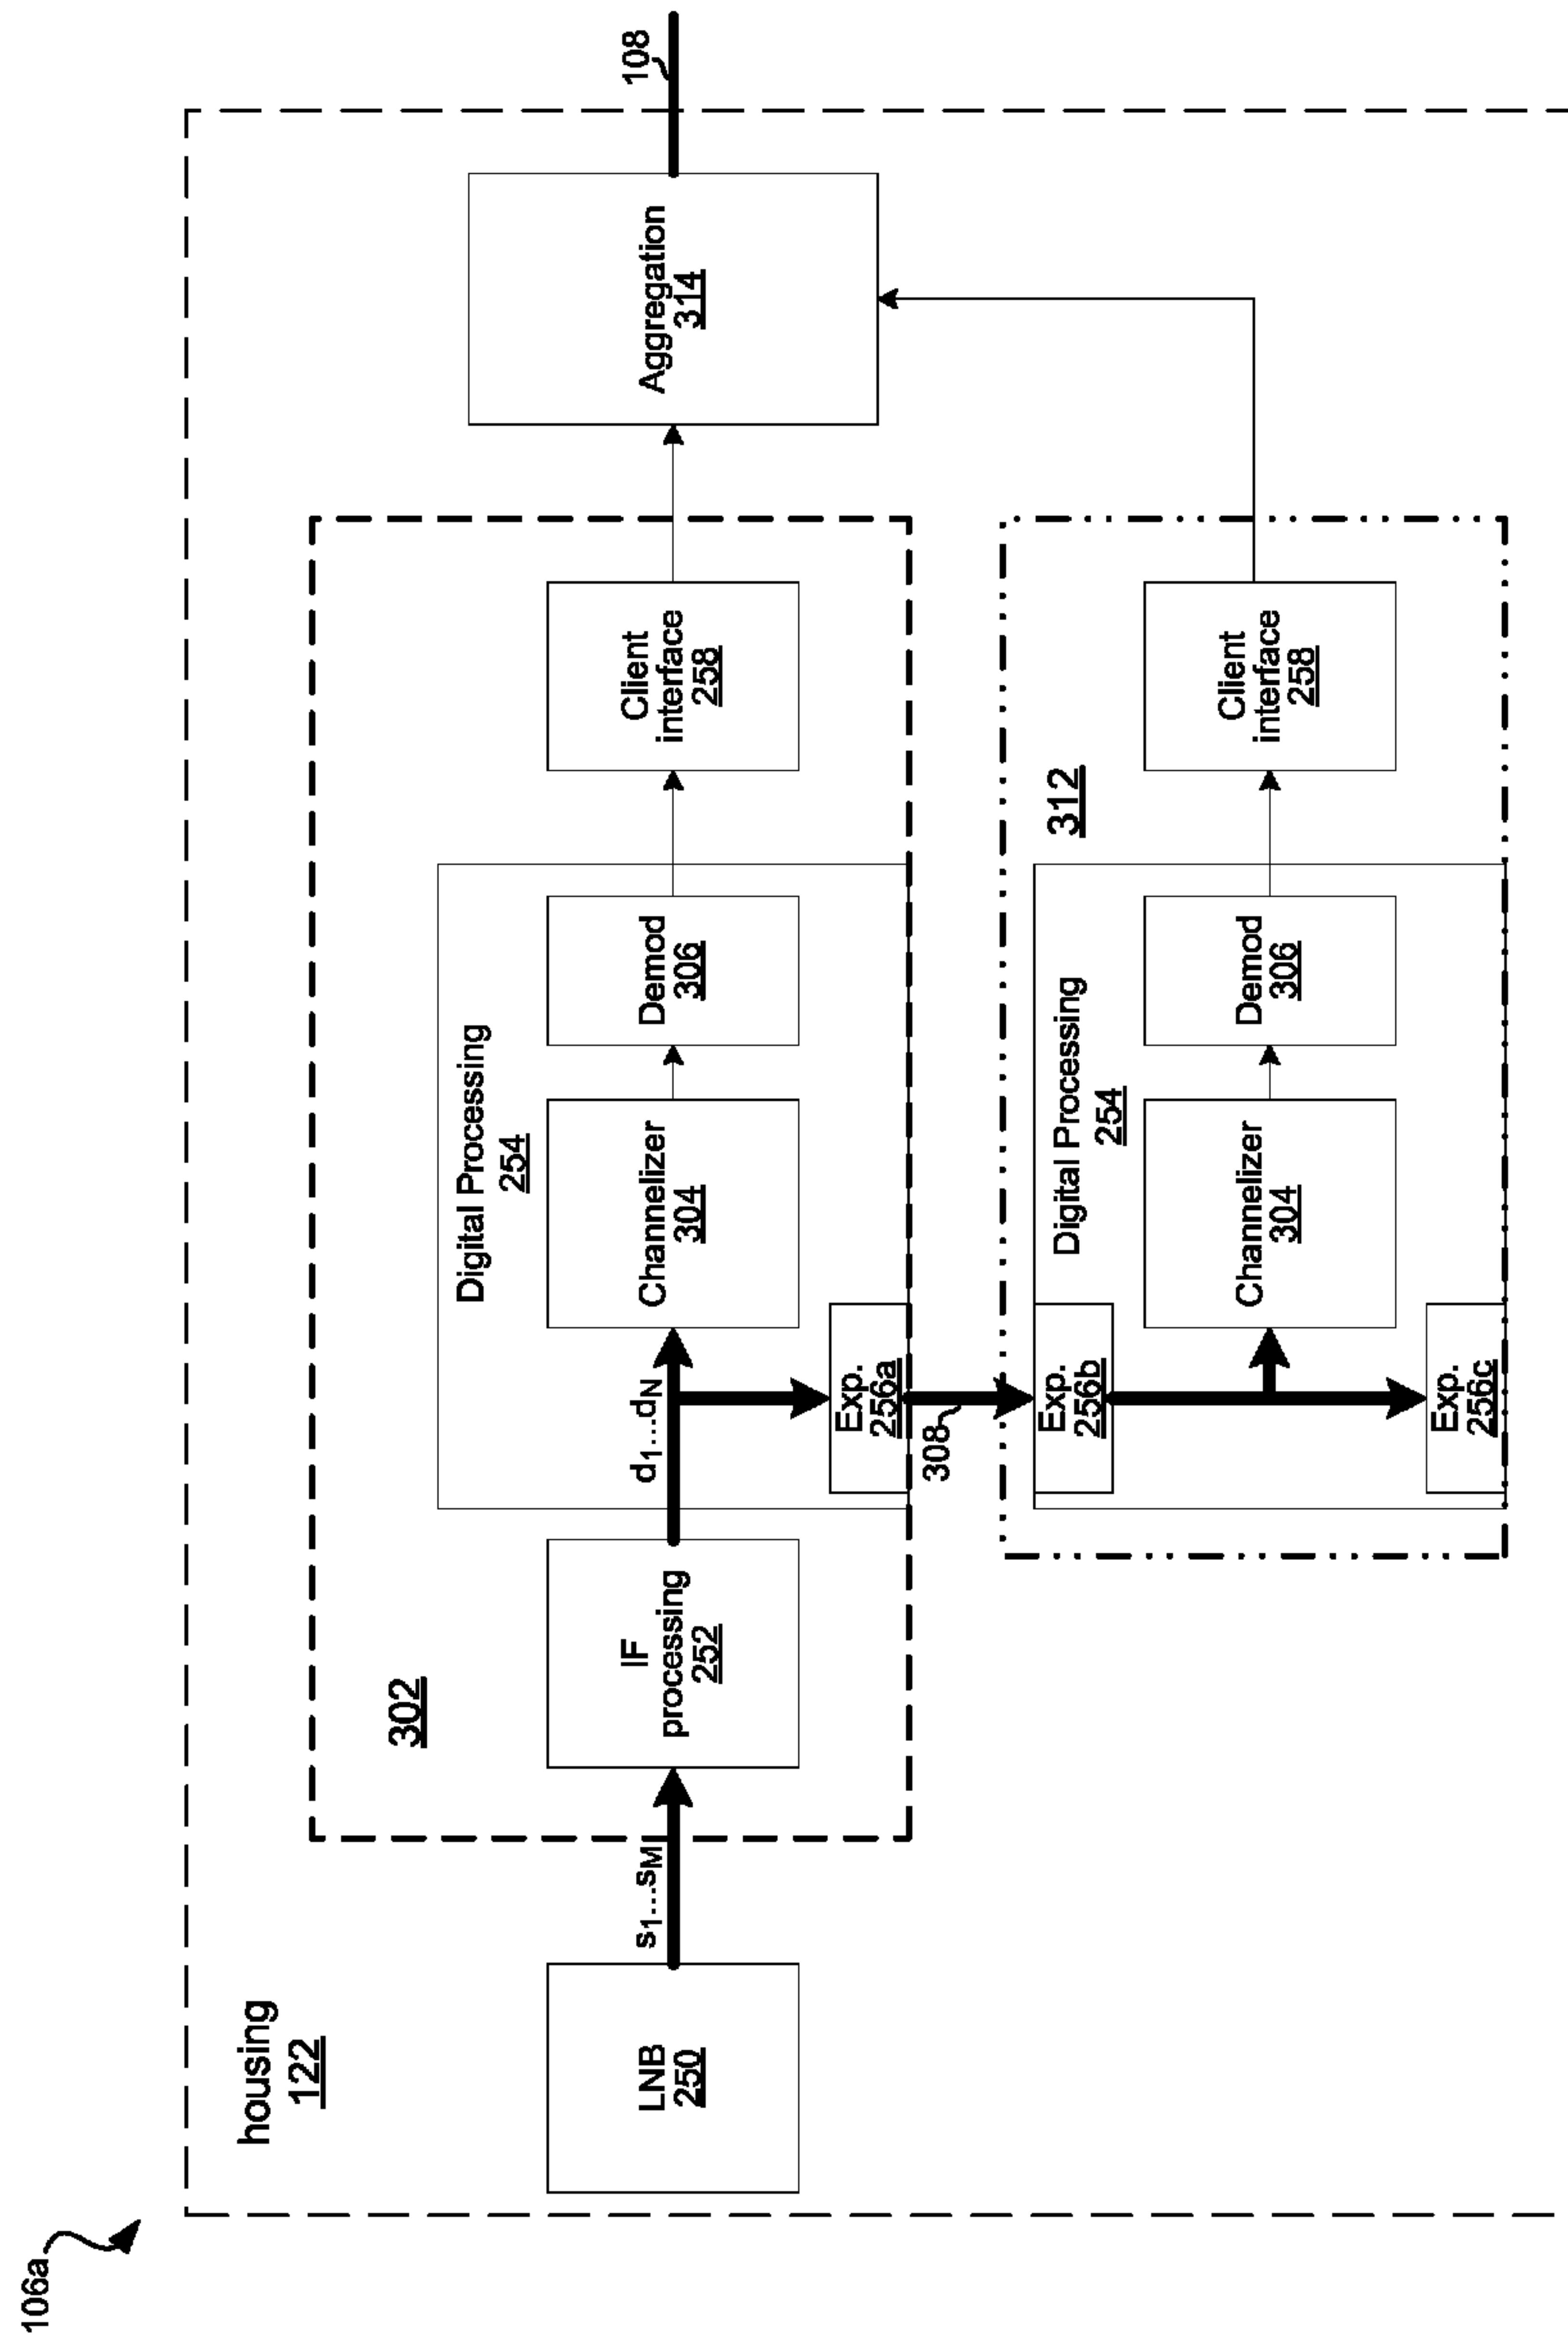 106a
housing
122
LNB
250
s1...sM
302
IF
processing
252
Digital Processing
254
d1...dN
Channelizer
304
Demod
306
Client
interface
258
Aggregation
314
108
Exp.
256a
308
312
Exp.
256b
Digital Processing
254
Channelizer
304
Demod
306
Client
interface
258
Exp.
256c